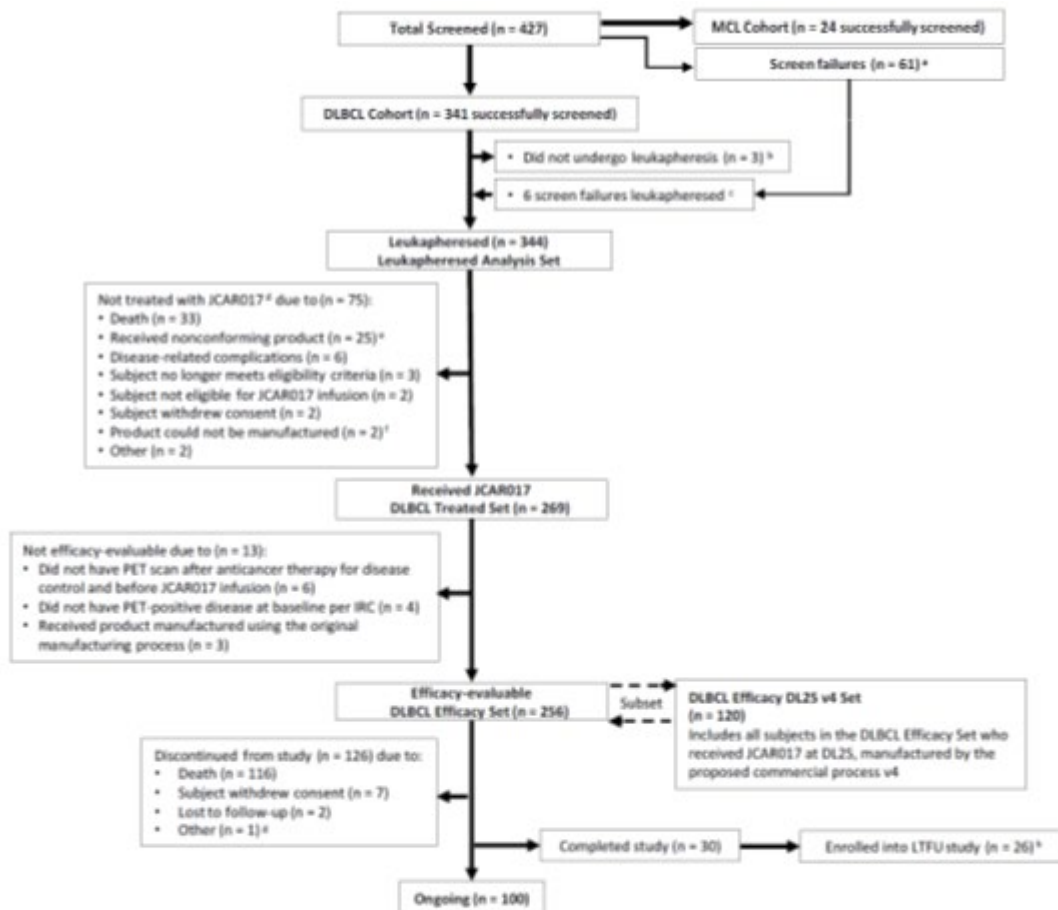 Total Screened (n = 427)
MCL Cohort (n = 24 successfully screened)
Screen failures (n = 61) ᵃ
DLBCL Cohort (n = 341 successfully screened)
• Did not undergo leukapheresis (n = 3) ᵇ
• 6 screen failures leukapheresed ᶜ
Leukapheresed (n = 344)
Leukapheresed Analysis Set
Not treated with JCAR017 ᵈ due to (n = 75):
• Death (n = 33)
• Received nonconforming product (n = 25) ᵉ
• Disease-related complications (n = 6)
• Subject no longer meets eligibility criteria (n = 3)
• Subject not eligible for JCAR017 infusion (n = 2)
• Subject withdrew consent (n = 2)
• Product could not be manufactured (n = 2) ᶠ
• Other (n = 2)
Received JCAR017
DLBCL Treated Set (n = 269)
Not efficacy-evaluable due to (n = 13):
• Did not have PET scan after anticancer therapy for disease
control and before JCAR017 infusion (n = 6)
• Did not have PET-positive disease at baseline per IRC (n = 4)
• Received product manufactured using the original
manufacturing process (n = 3)
Efficacy-evaluable
DLBCL Efficacy Set (n = 256)
Subset
DLBCL Efficacy DL2S v4 Set
(n = 120)
Includes all subjects in the DLBCL Efficacy Set who
received JCAR017 at DL2S, manufactured by the
proposed commercial process v4
Discontinued from study (n = 126) due to:
• Death (n = 116)
• Subject withdrew consent (n = 7)
• Lost to follow-up (n = 2)
• Other (n = 1) ᵍ
Completed study (n = 30)
Enrolled into LTFU study (n = 26) ʰ
Ongoing (n = 100)